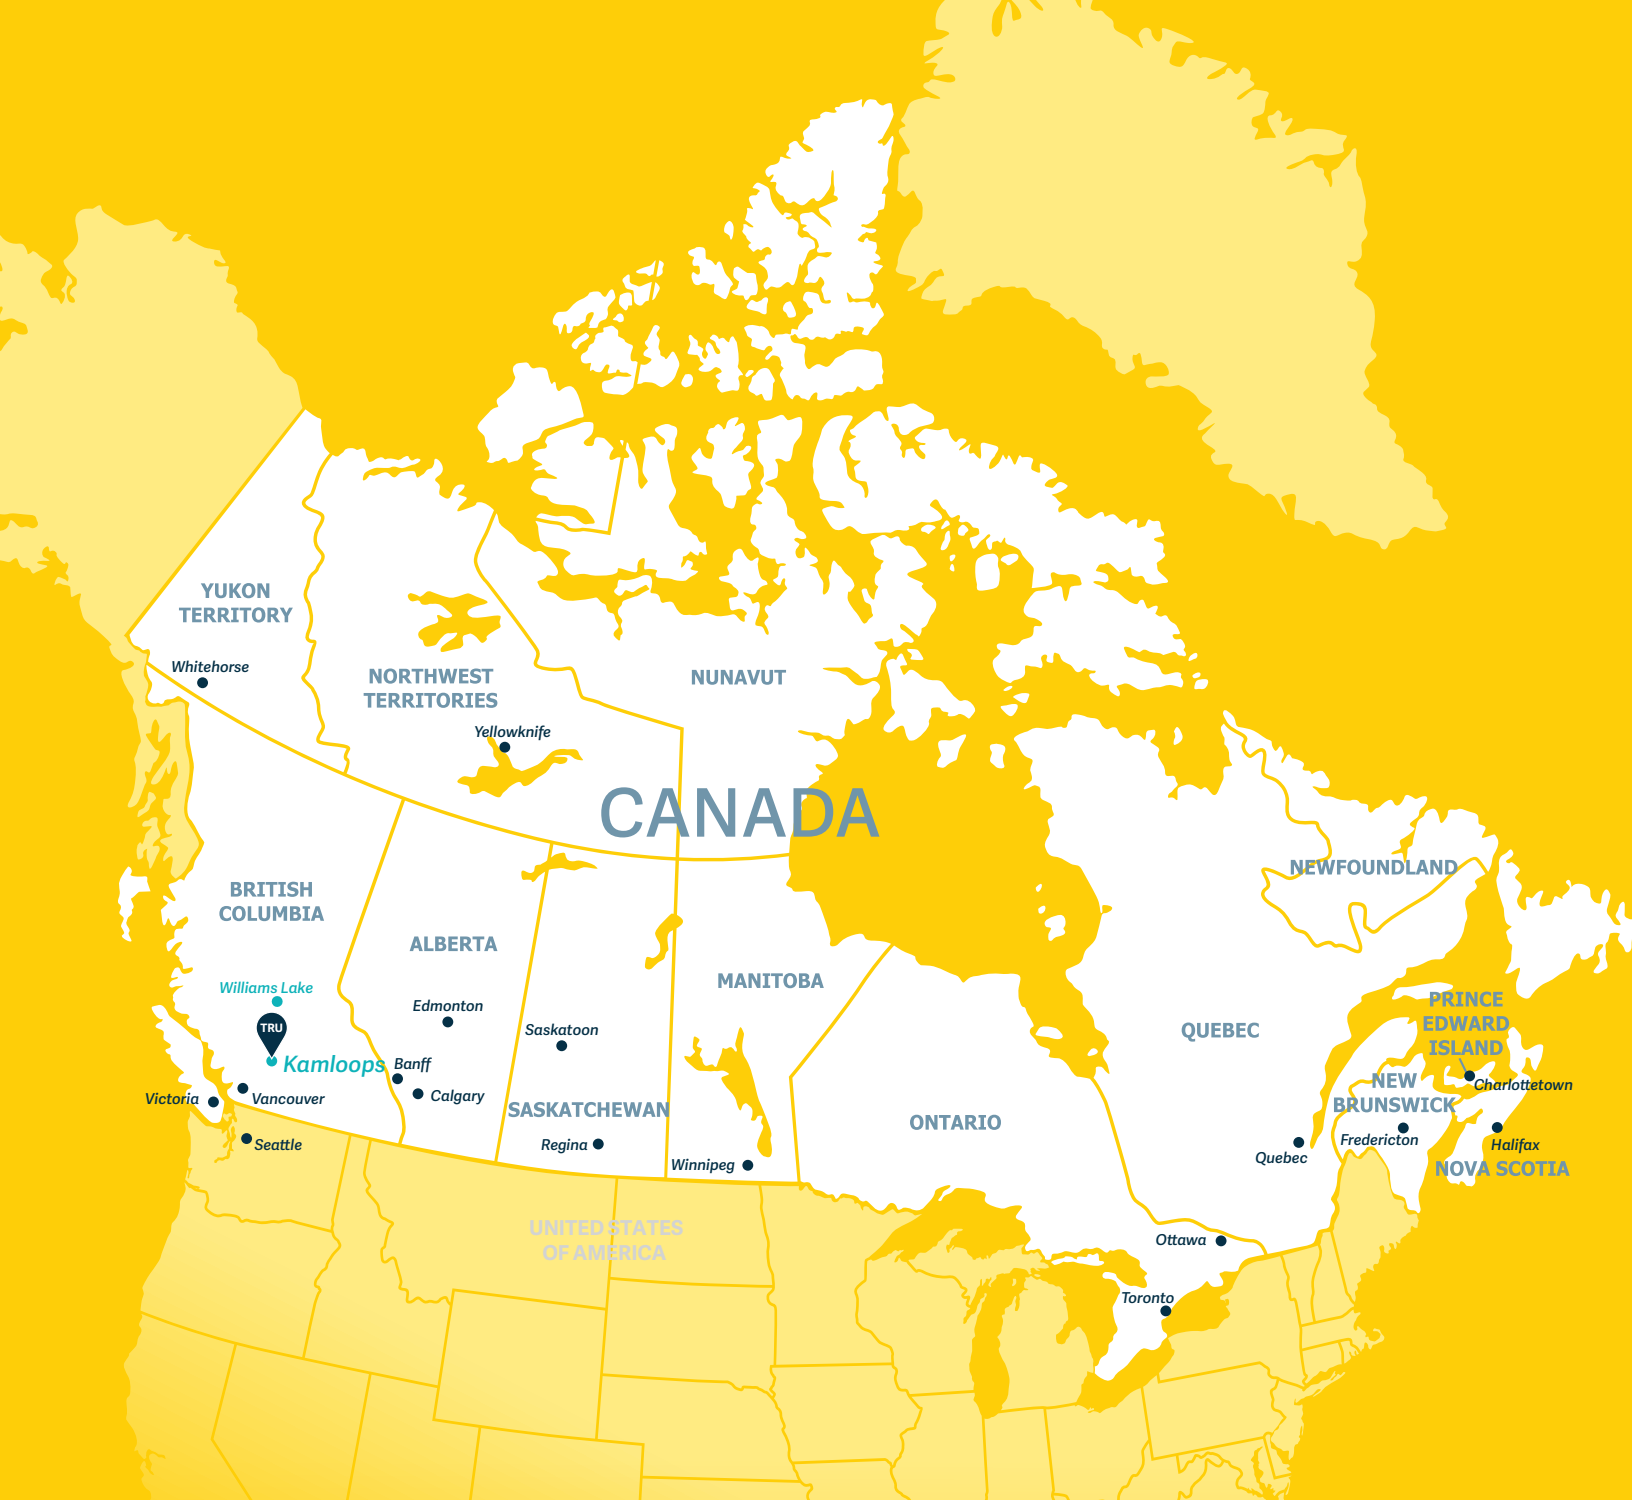 YUKON
TERRITORY
Whitehorse
NORTHWEST
TERRITORIES
Yellowknife
NUNAVUT
CANADA
BRITISH
COLUMBIA
Williams Lake
TRU
Kamloops
Victoria
Vancouver
Seattle
ALBERTA
Edmonton
Banff
Calgary
Saskatoon
SASKATCHEWAN
Regina
MANITOBA
Winnipeg
ONTARIO
Ottawa
Toronto
QUEBEC
Quebec
NEWFOUNDLAND
PRINCE
EDWARD
ISLAND
Charlottetown
NEW
BRUNSWICK
Fredericton
Halifax
NOVA SCOTIA
UNITED STATES
OF AMERICA